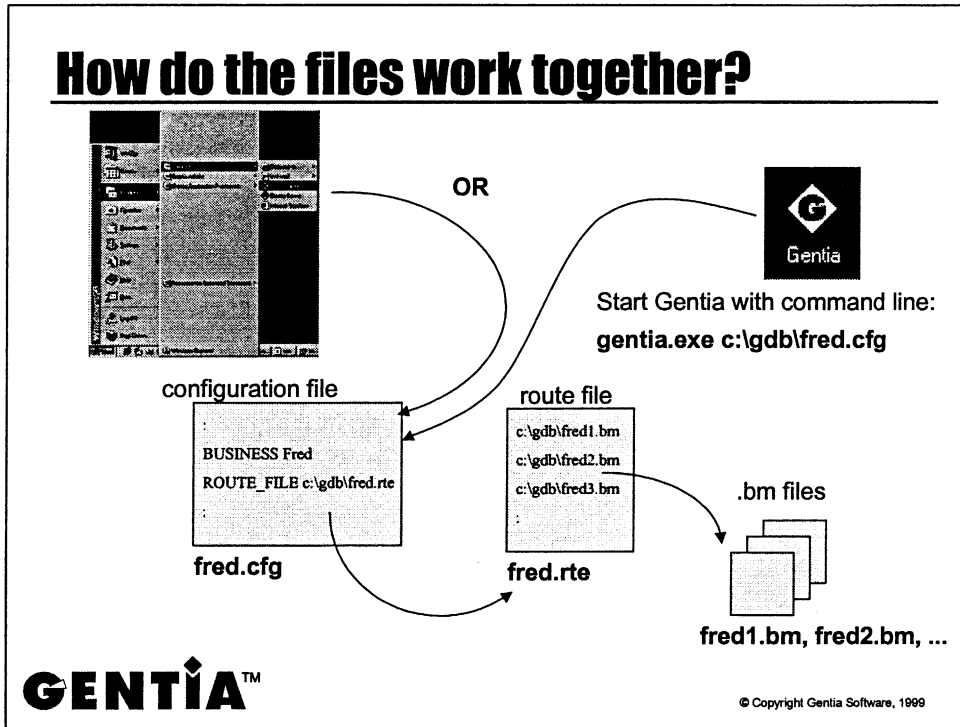 How do the files work together?
OR
Gentia
Start Gentia with command line:
gentia.exe c:\gdb\fred.cfg
configuration file
:
BUSINESS Fred
ROUTE_FILE c:\gdb\fred.rte
:
fred.cfg
route file
c:\gdb\fred1.bm
c:\gdb\fred2.bm
c:\gdb\fred3.bm
:
fred.rte
.bm files
fred1.bm, fred2.bm, ...
GENTIA™
© Copyright Gentia Software, 1999